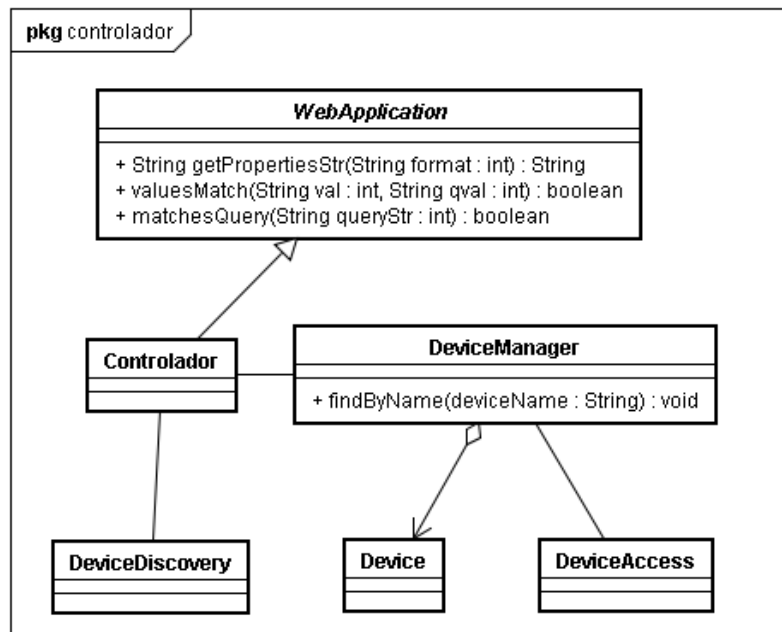 pkg controlador
WebApplication
+ String getPropertiesStr(String format : int) : String
+ valuesMatch(String val : int, String qval : int) : boolean
+ matchesQuery(String queryStr : int) : boolean
Controlador
DeviceManager
+ findByName(deviceName : String) : void
DeviceDiscovery
Device
DeviceAccess